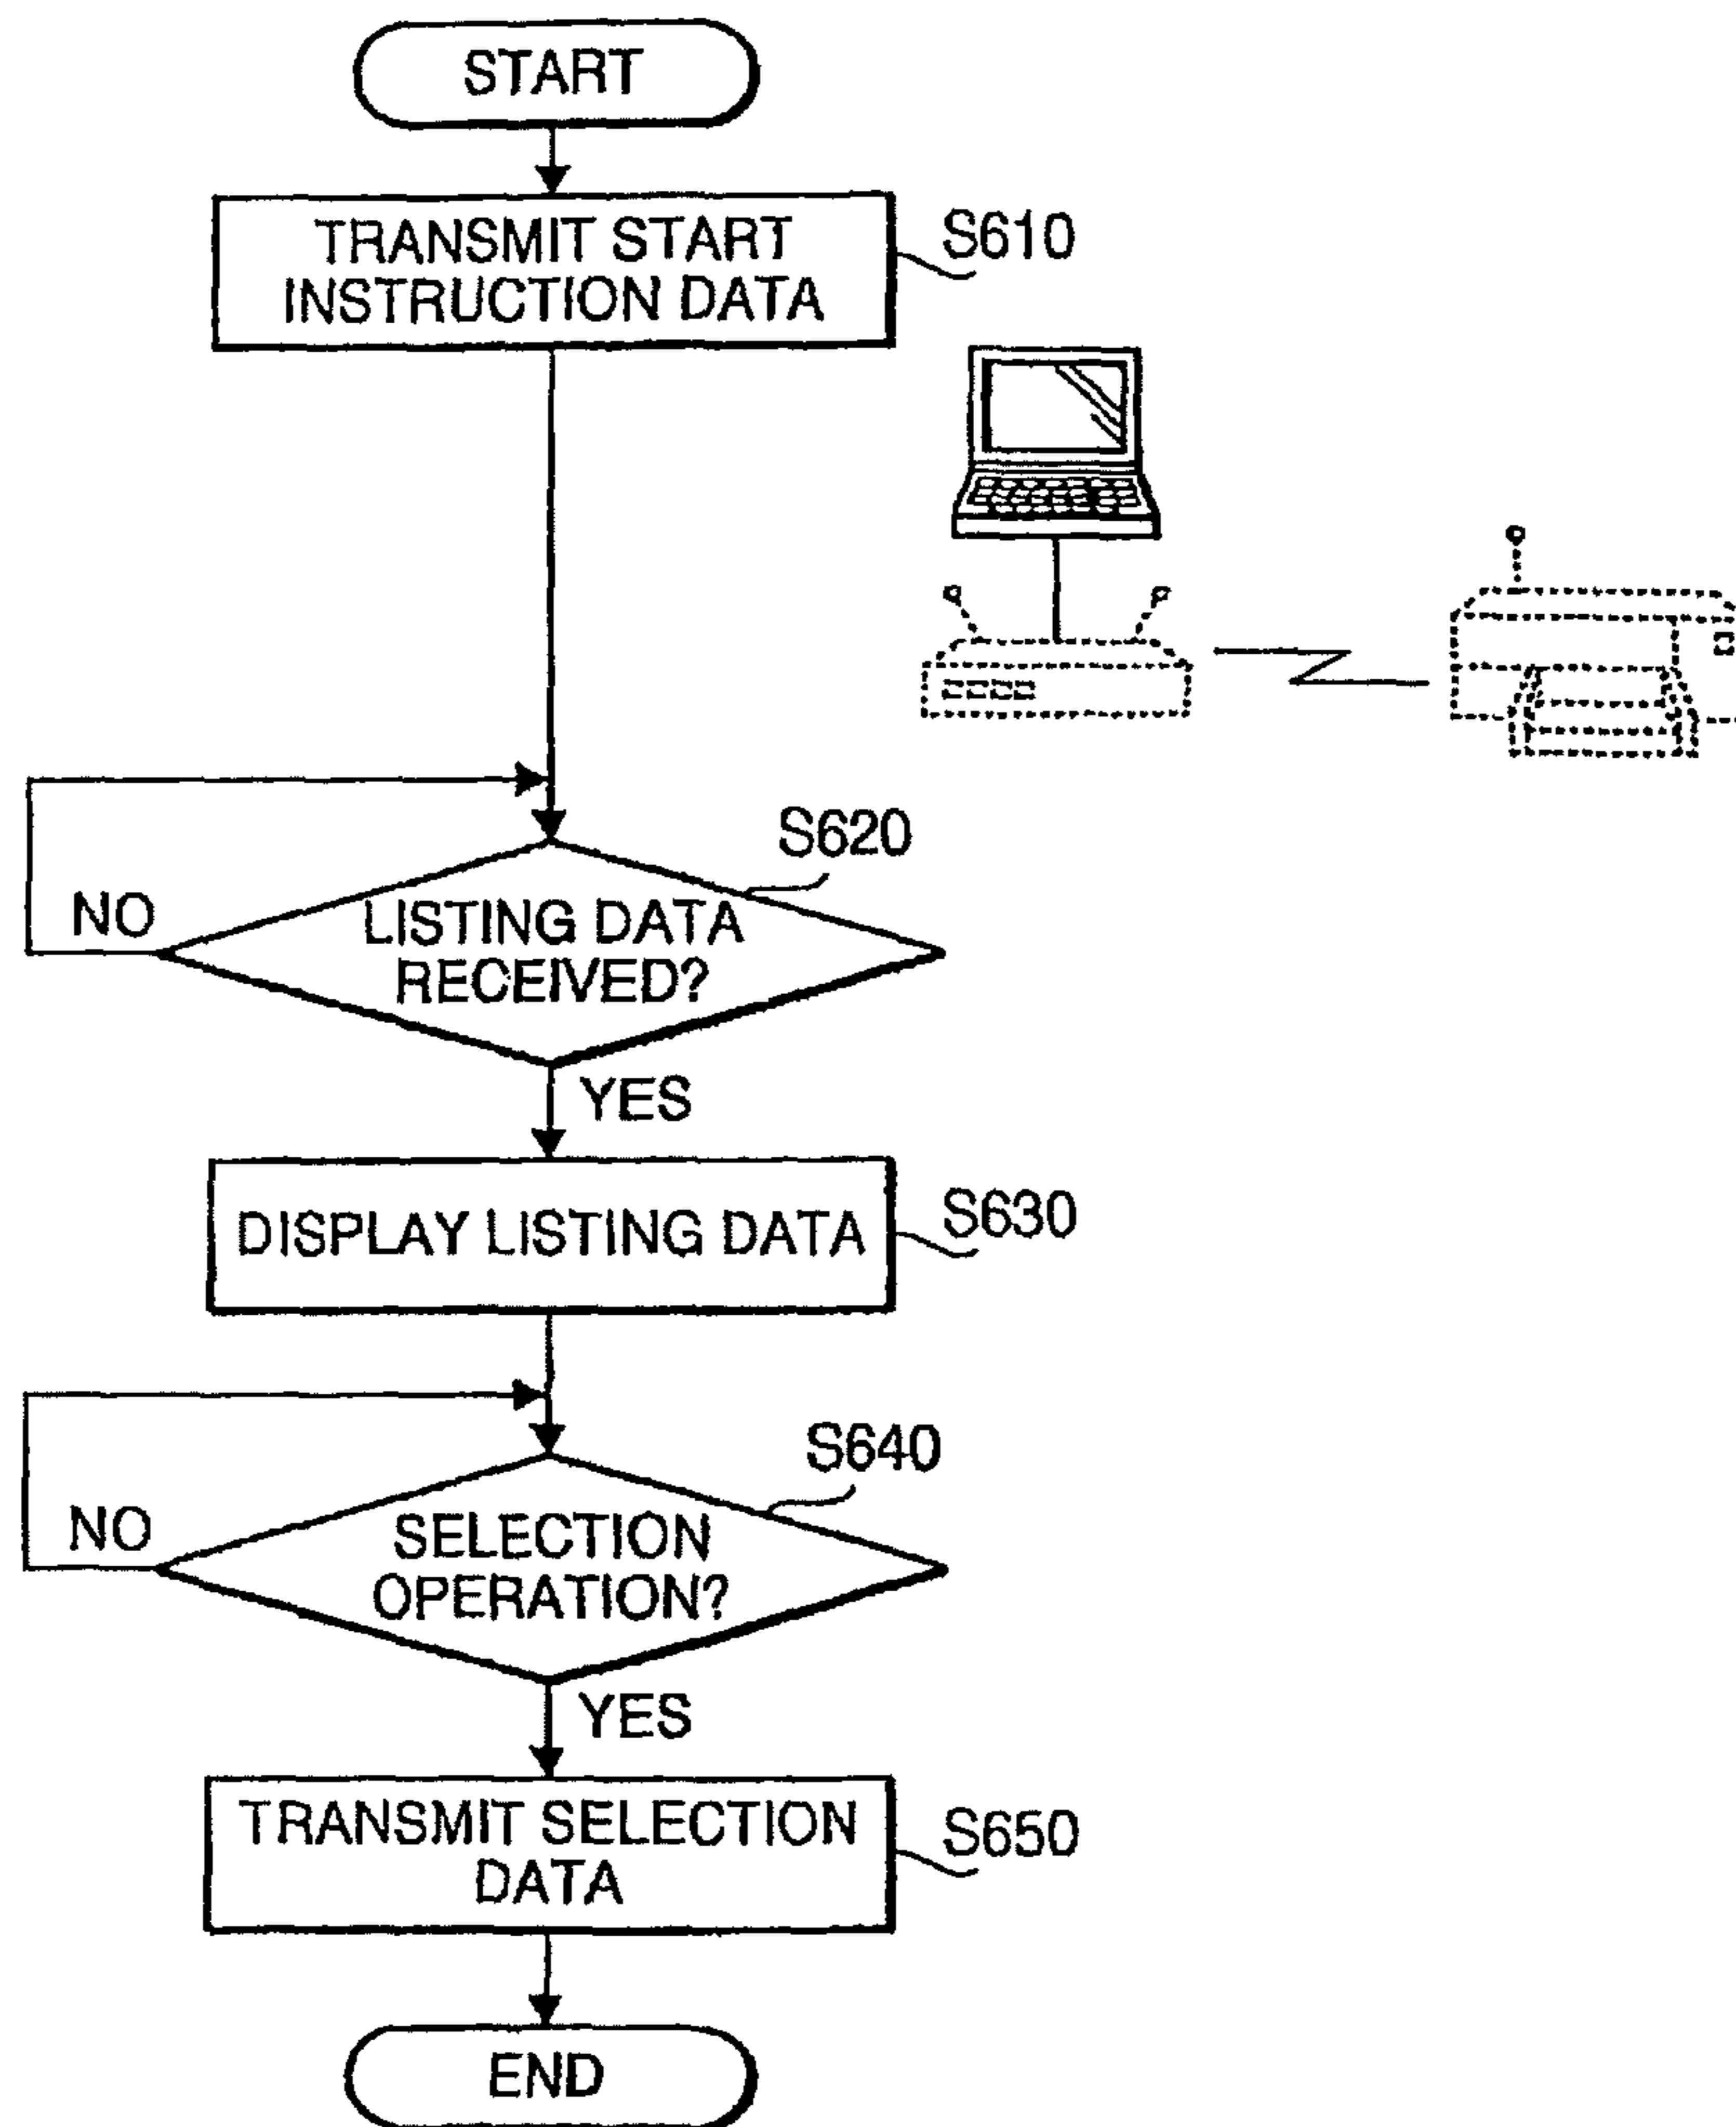 START
TRANSMIT START
INSTRUCTION DATA
S610
S620
NO
LISTING DATA
RECEIVED?
YES
DISPLAY LISTING DATA
S630
S640
NO
SELECTION
OPERATION?
YES
TRANSMIT SELECTION
DATA
S650
END